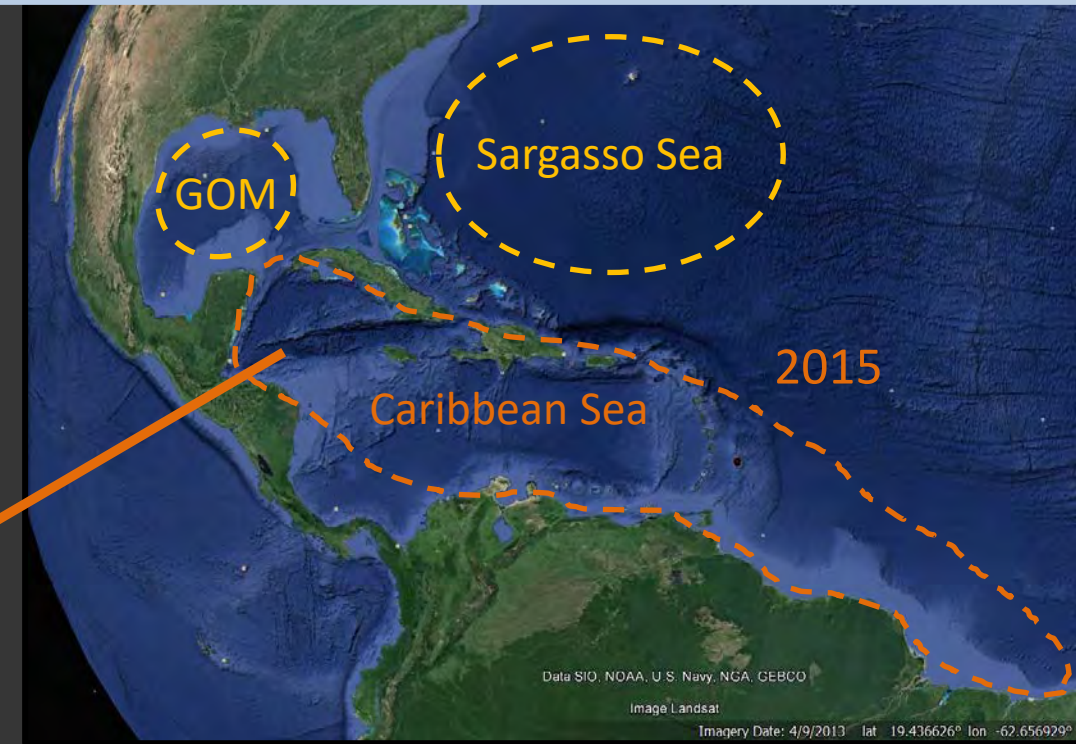 Sargasso Sea
GOM
2015
Caribbean Sea
Data SIO, NOAA, U.S. Navy, NGA, GEBCO
Image Landsat
Imagery Date: 4/9/2013 lat 19.436626° lon -62.656929°